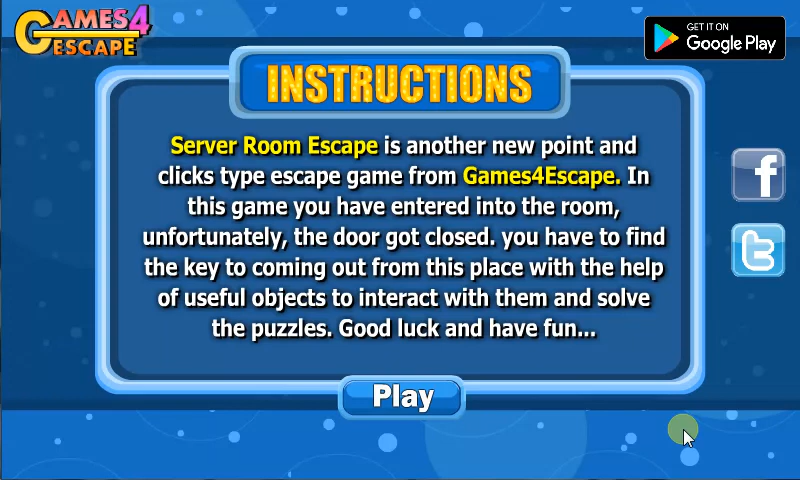 GAMES4
ESCAPE
GET IT ON
Google Play
INSTRUCTIONS
Server Room Escape is another new point and
clicks type escape game from Games4Escape. In
this game you have entered into the room,
unfortunately, the door got closed. you have to find
the key to coming out from this place with the help
of useful objects to interact with them and solve
the puzzles. Good luck and have fun...
Play
f
t